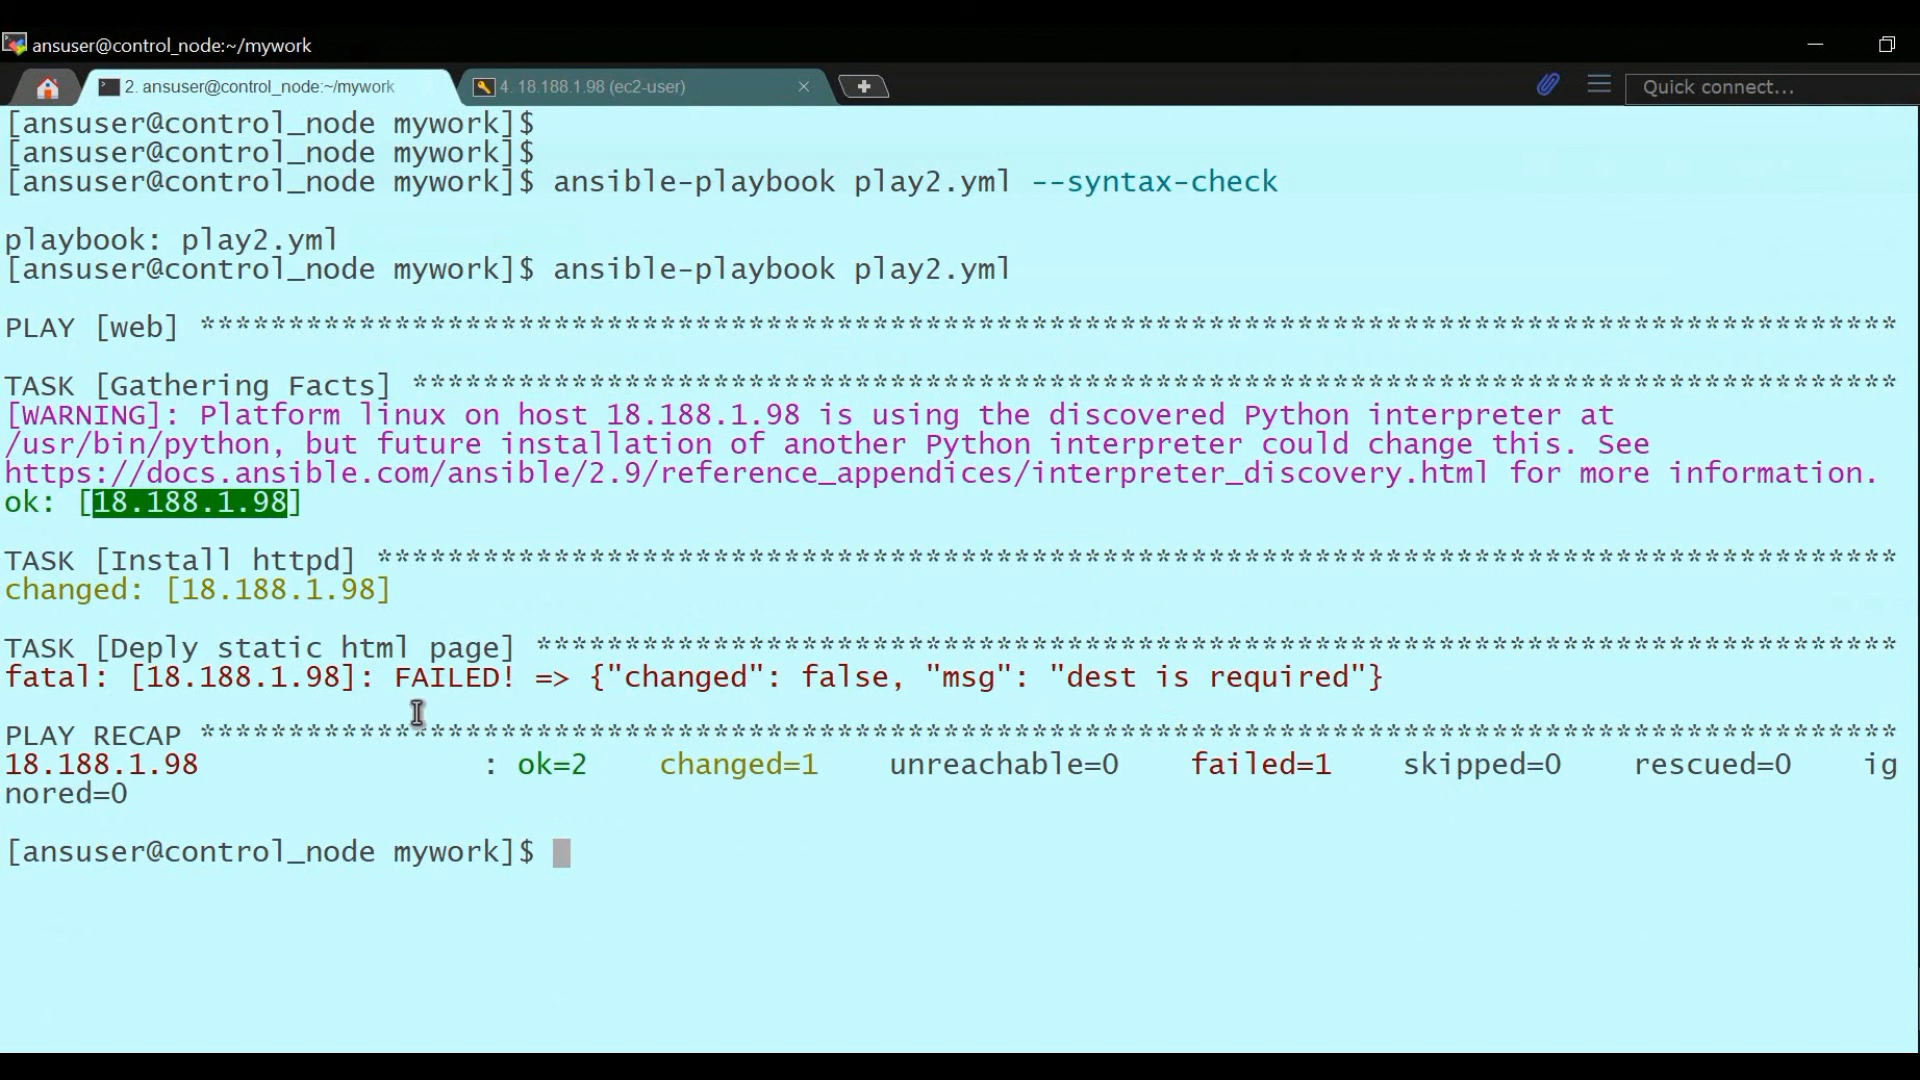 ansuser@control_node:~/mywork
2. ansuser@control_node:~/mywork
4. 18.188.1.98 (ec2-user)
Quick connect...
[ansuser@control_node mywork]$
[ansuser@control_node mywork]$
[ansuser@control_node mywork]$ ansible-playbook play2.yml --syntax-check
playbook: play2.yml
[ansuser@control_node mywork]$ ansible-playbook play2.yml
PLAY [web] ************************************************************************************************
TASK [Gathering Facts] ************************************************************************************
[WARNING]: Platform linux on host 18.188.1.98 is using the discovered Python interpreter at
/usr/bin/python, but future installation of another Python interpreter could change this. See
https://docs.ansible.com/ansible/2.9/reference_appendices/interpreter_discovery.html for more information.
ok: [18.188.1.98]
TASK [Install httpd] **************************************************************************************
changed: [18.188.1.98]
TASK [Deply static html page] *****************************************************************************
fatal: [18.188.1.98]: FAILED! => {"changed": false, "msg": "dest is required"}
PLAY RECAP ************************************************************************************************
18.188.1.98                : ok=2    changed=1    unreachable=0    failed=1    skipped=0    rescued=0    ig
nored=0
[ansuser@control_node mywork]$